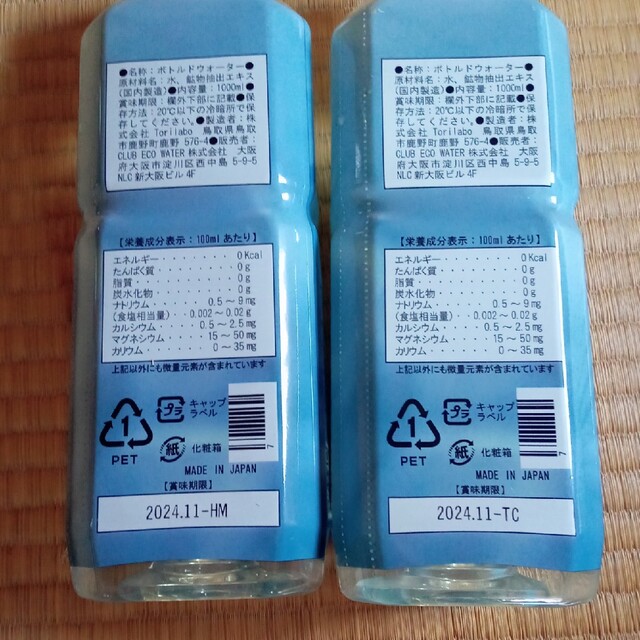 ●名称:ボトルドウォーター●
原材料名:水、鉱物抽出エキス
(国内製造)●内容量:1000ml●
賞味期限:欄外下部に記載●保
存方法:20℃以下の冷暗所で保
存してください。●製造者:株
式会社 Torilabo 鳥取県鳥取
市鹿野町鹿野 576-4●販売者:
CLUB ECO WATER 株式会社 大阪
府大阪市淀川区西中島 5-9-5
NLC 新大阪ビル 4F
【栄養成分表示:100mlあたり】
エネルギー・・・・・・・・0Kcal
たんぱく質・・・・・・・・0g
脂質・・・・・・・・0g
炭水化物・・・・・・・・0g
ナトリウム・・・・0.5～9mg
(食塩相当量)・・0.002～0.02g
カルシウム・・・・0.5～2.5mg
マグネシウム・・・・15～50mg
カリウム・・・・0～35mg
上記以外にも微量元素が含まれています
1
PET
プラ
キャップ
ラベル
紙
化粧箱
7
MADE IN JAPAN
【賞味期限】
2024.11-HM
●名称:ボトルドウォーター●
原材料名:水、鉱物抽出エキス
(国内製造)●内容量:1000ml●
賞味期限:欄外下部に記載●保
存方法:20℃以下の冷暗所で保
存してください。●製造者:株
式会社 Torilabo 鳥取県鳥取
市鹿野町鹿野 576-4●販売者:
CLUB ECO WATER 株式会社 大阪
府大阪市淀川区西中島 5-9-5
NLC 新大阪ビル 4F
【栄養成分表示:100mlあたり】
エネルギー・・・・・・・・0Kcal
たんぱく質・・・・・・・・0g
脂質・・・・・・・・0g
炭水化物・・・・・・・・0g
ナトリウム・・・・0.5～9mg
(食塩相当量)・・0.002～0.02g
カルシウム・・・・0.5～2.5mg
マグネシウム・・・・15～50mg
カリウム・・・・0～35mg
上記以外にも微量元素が含まれています
1
PET
プラ
キャップ
ラベル
紙
化粧箱
7
MADE IN JAPAN
【賞味期限】
2024.11-TC